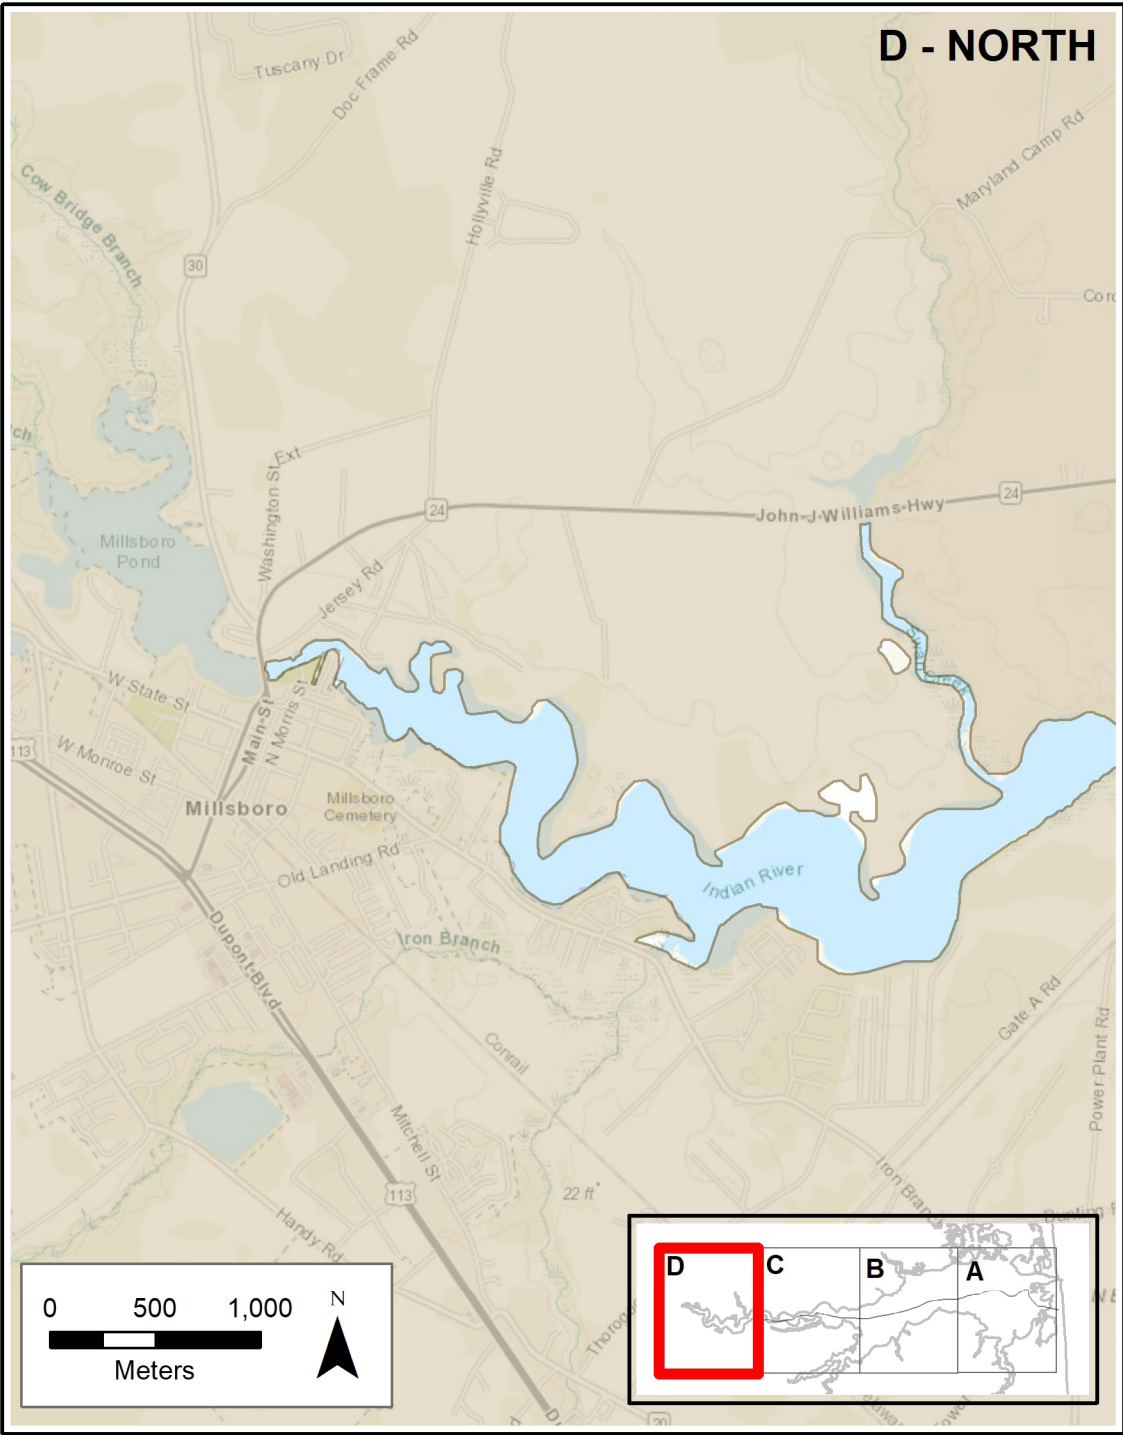 D - NORTH
Tuscany Dr
Doc Frame Rd
Hollyville Rd
Maryland Camp Rd
Cow Bridge Branch
30
Ext
Washington St
24
John J Williams Hwy
24
Millsboro
Pond
Jersey Rd
Swan Creek
W State St
N Morris St
Main St
W Monroe St
113
Millsboro
Millsboro
Cemetery
Old Landing Rd
Indian River
Iron Branch
Dupont Blvd
Gate A Rd
Power Plant Rd
Conrail
Mitchell St
22 ft
113
Iron Branch
Handy Rd
0 500 1,000
Meters
N
D
C
B
A